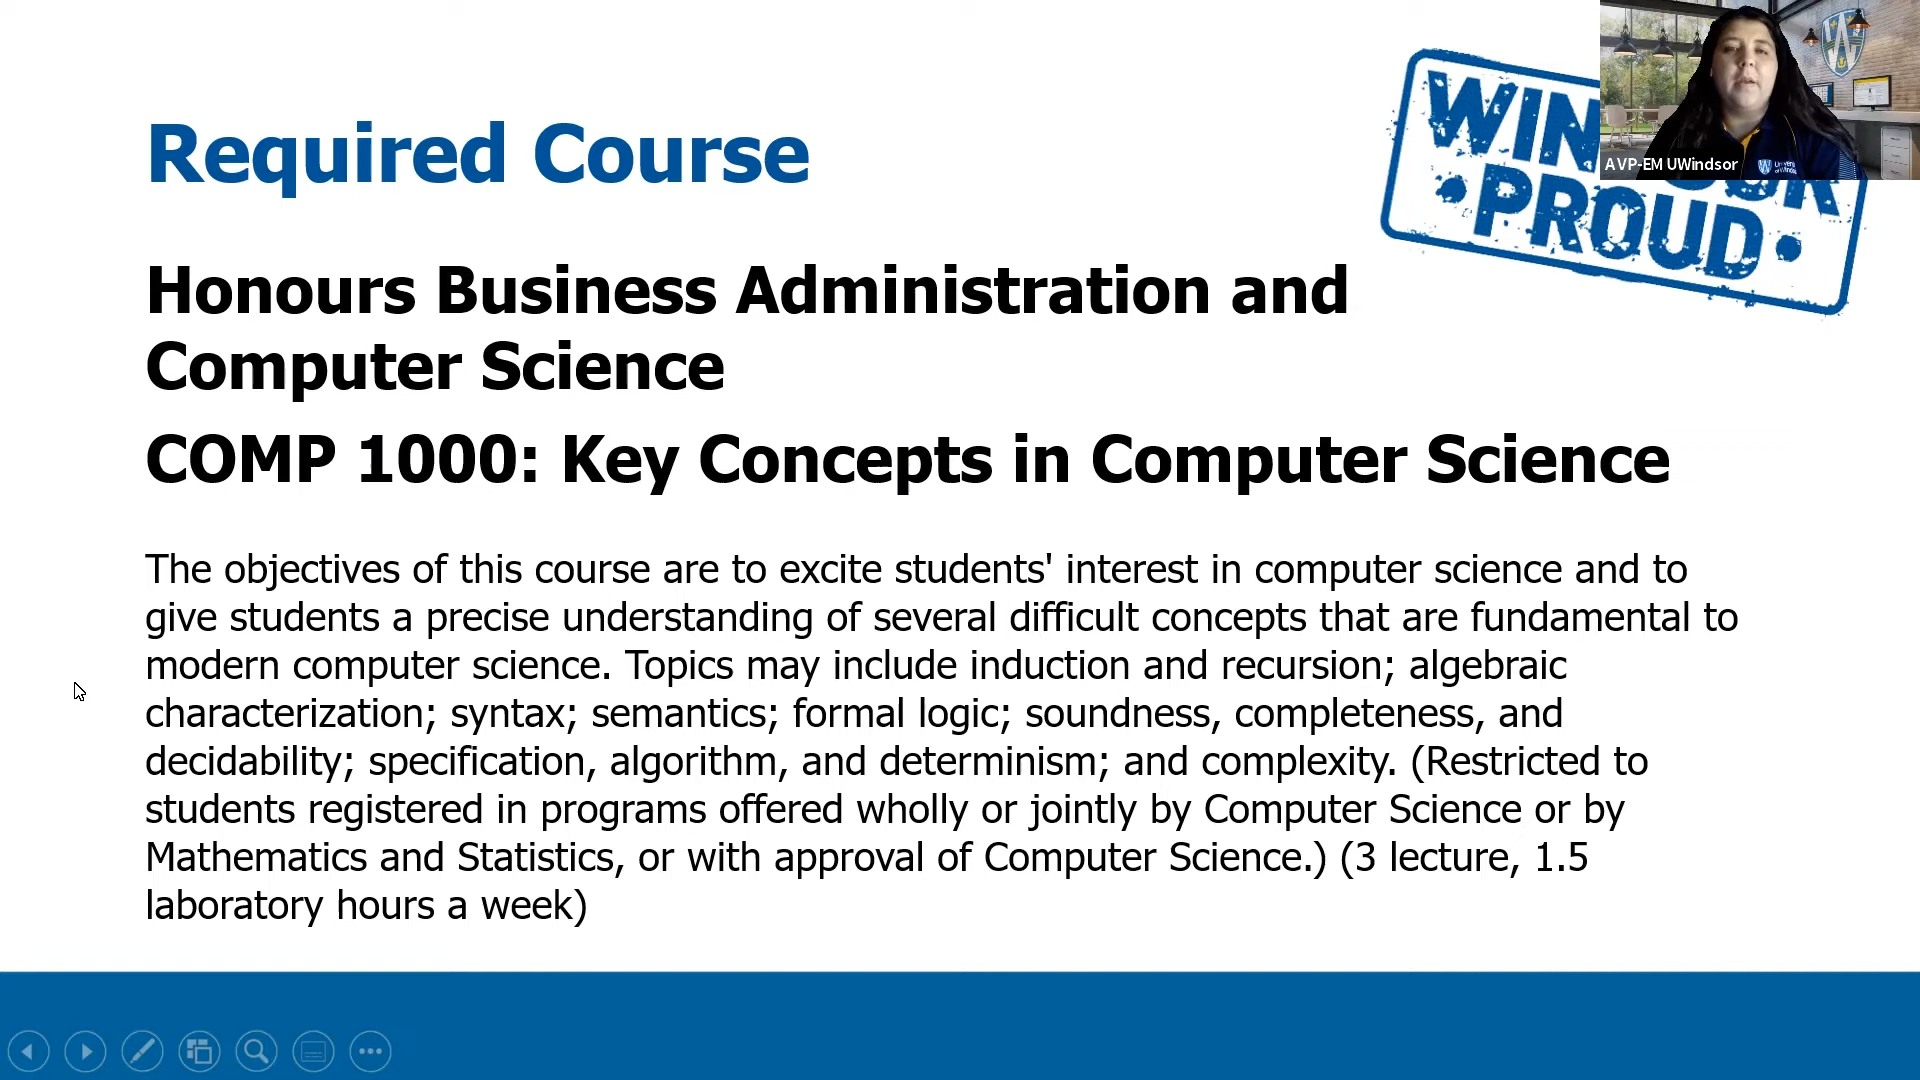 Required Course
WIN
PROUD
AVP-EM UWindsor
Honours Business Administration and
Computer Science
COMP 1000: Key Concepts in Computer Science
The objectives of this course are to excite students' interest in computer science and to
give students a precise understanding of several difficult concepts that are fundamental to
modern computer science. Topics may include induction and recursion; algebraic
characterization; syntax; semantics; formal logic; soundness, completeness, and
decidability; specification, algorithm, and determinism; and complexity. (Restricted to
students registered in programs offered wholly or jointly by Computer Science or by
Mathematics and Statistics, or with approval of Computer Science.) (3 lecture, 1.5
laboratory hours a week)